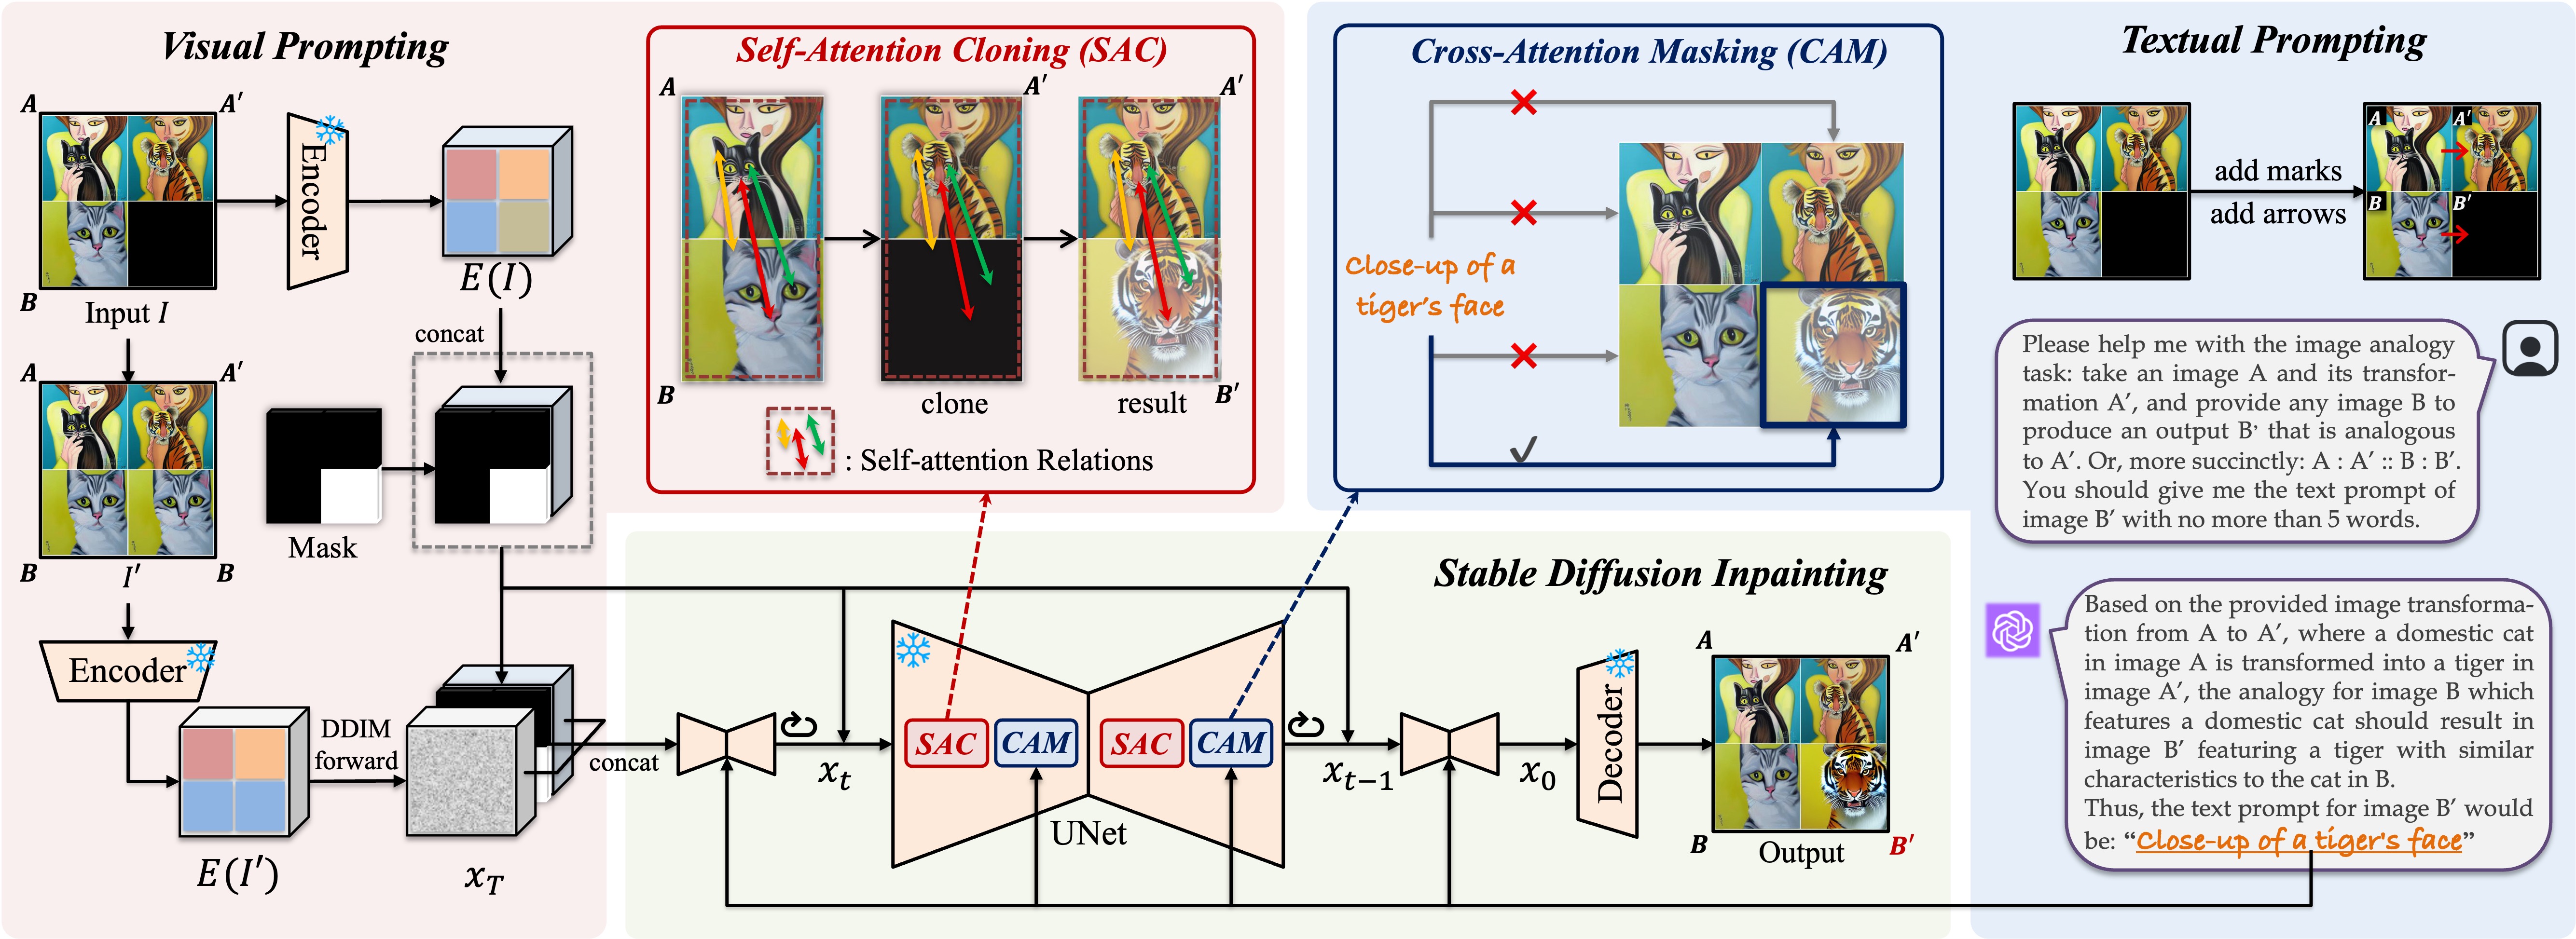 Visual Prompting
A
A′
B
Input I
Encoder
E(I)
concat
A
A′
B
I′
B
Mask
Encoder
E(I′)
DDIM
forward
x_T
concat
Self-Attention Cloning (SAC)
A
B
A′
clone
A′
result
B′
: Self-attention Relations
Cross-Attention Masking (CAM)
Close-up of a
tiger's face
Textual Prompting
add marks
add arrows
A
A′
B
B′
Please help me with the image analogy
task: take an image A and its transfor-
mation A′, and provide any image B to
produce an output B’ that is analogous
to A′. Or, more succinctly: A : A′ :: B : B′.
You should give me the text prompt of
image B′ with no more than 5 words.
Based on the provided image transforma-
tion from A to A′, where a domestic cat
in image A is transformed into a tiger in
image A′, the analogy for image B which
features a domestic cat should result in
image B′ featuring a tiger with similar
characteristics to the cat in B.
Thus, the text prompt for image B′ would
be: “Close-up of a tiger's face”
Stable Diffusion Inpainting
x_t
SAC
CAM
SAC
CAM
UNet
x_{t−1}
x_0
Decoder
A
A′
B
Output
B′